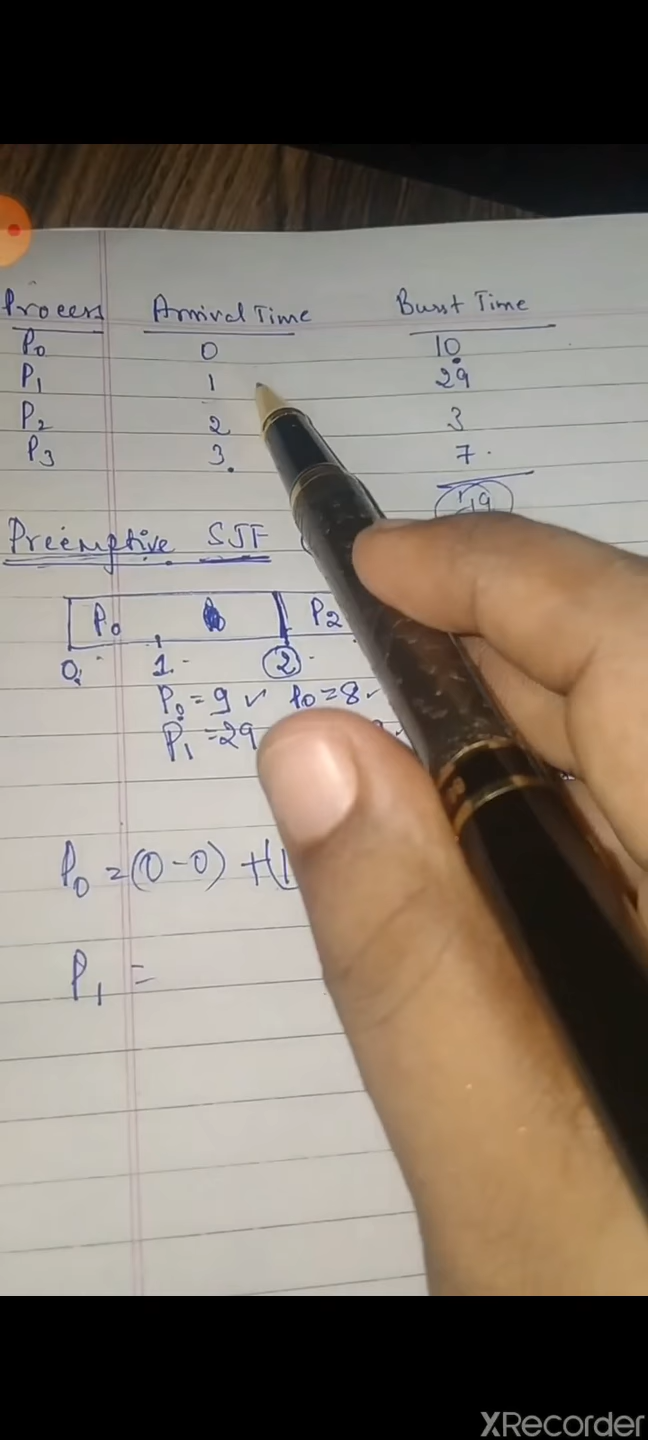 Process Arrival Time Burst Time
P0 0 10
P1 1 29
P2 2 3
P3 3 7
Preemptive SJF
P0 P2
0 1 2
P0 = 9 ✓ P0 = 8 ✓
P1 = 29
P0 = (0-0) + (1
P1 =
XRecorder